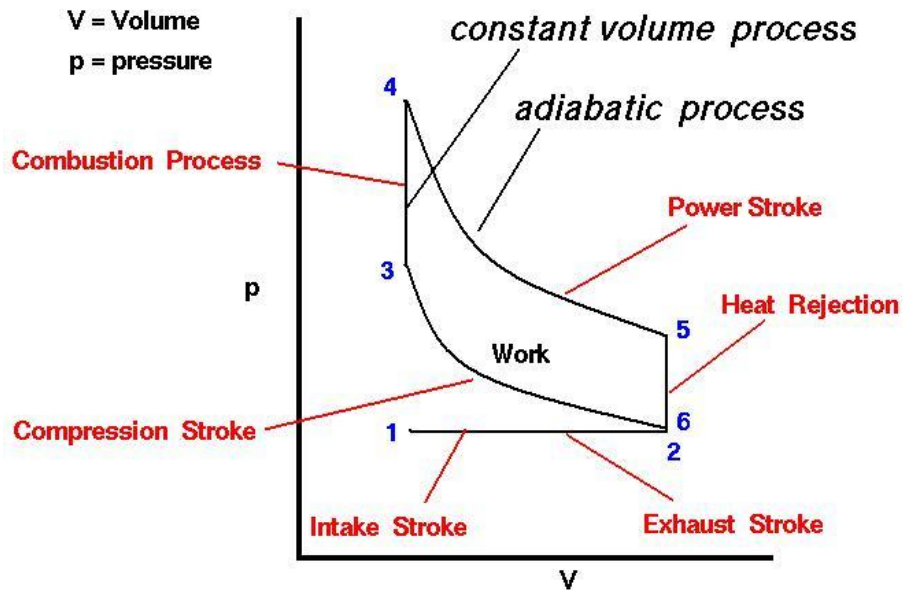 V = Volume
p = pressure
constant volume process
4
adiabatic process
Combustion Process
Power Stroke
3
p
Heat Rejection
5
Work
6
Compression Stroke
1
2
Intake Stroke
Exhaust Stroke
V